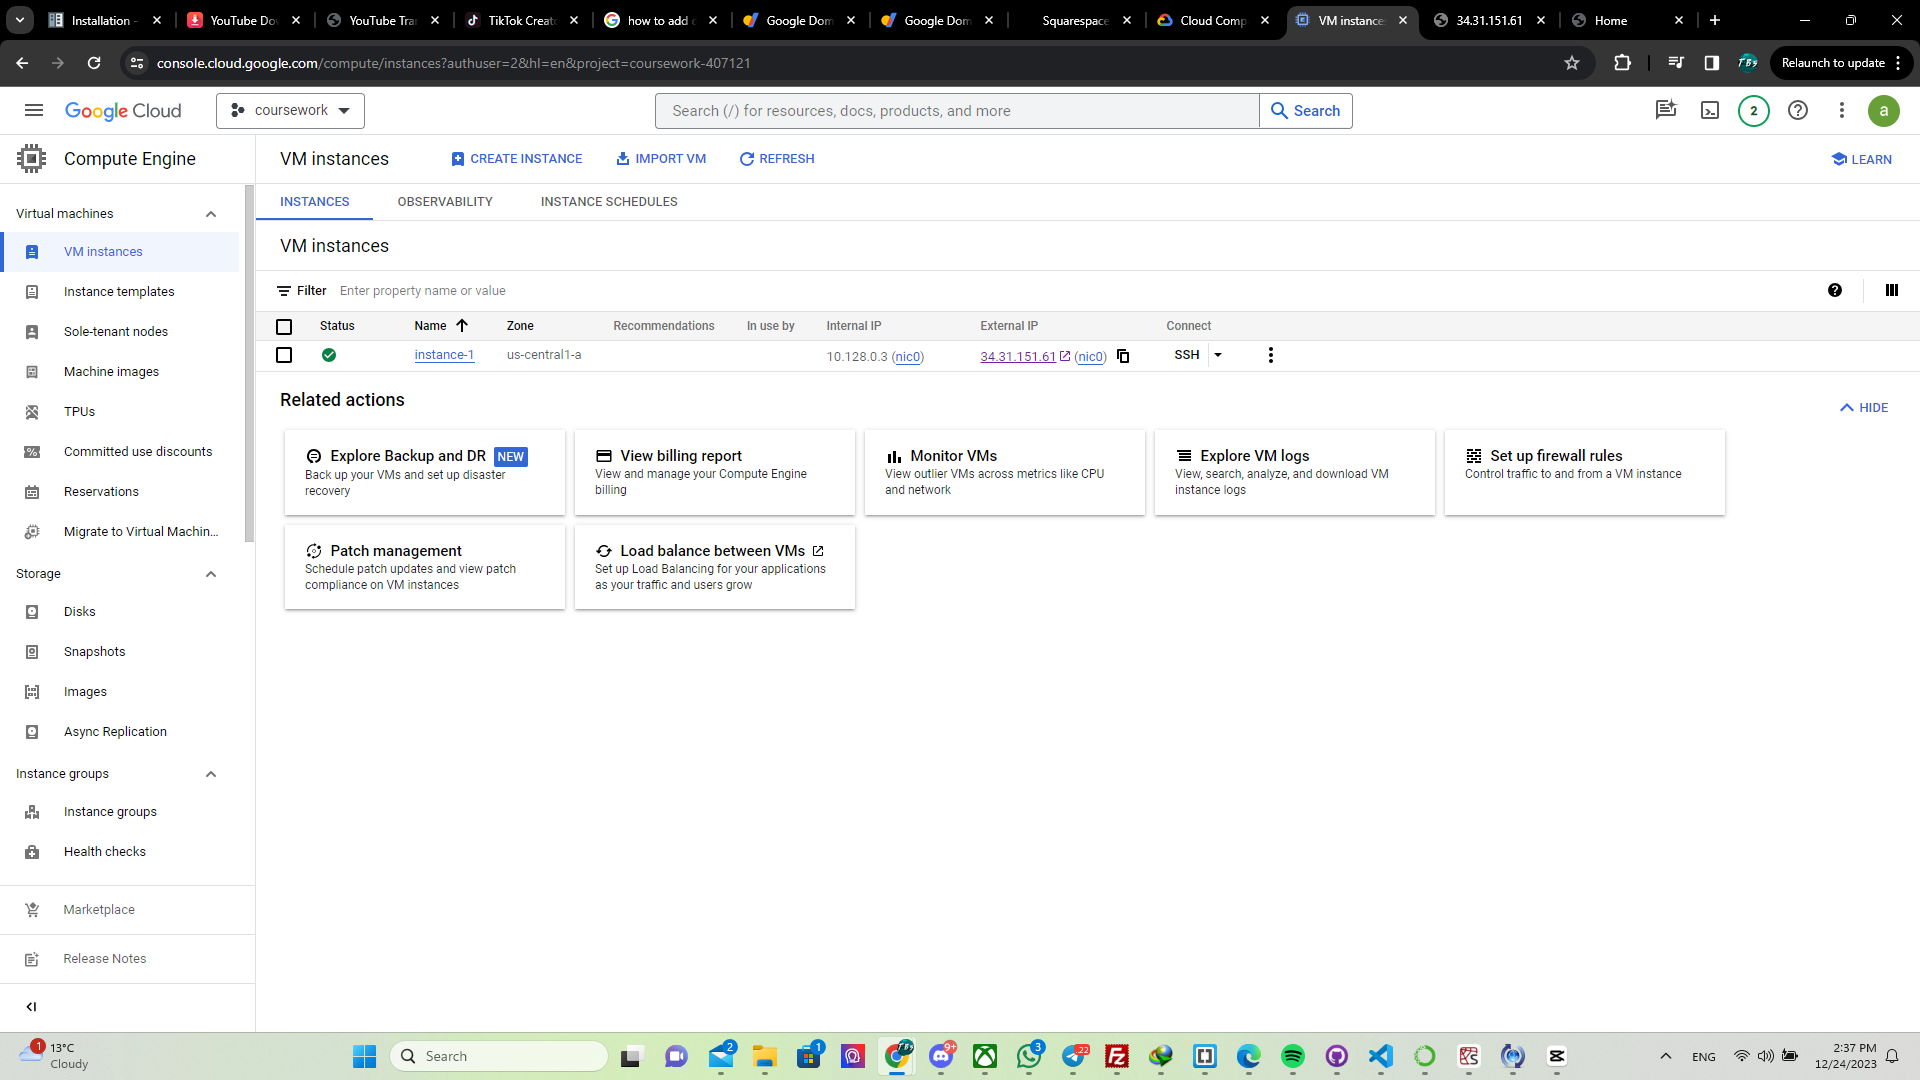 Installation -
YouTube Dov
YouTube Tra
TikTok Creat
how to add c
Google Dom
Google Dom
Squarespace
Cloud Comp
VM instance
34.31.151.61
Home
console.cloud.google.com/compute/instances?authuser=2&hl=en&project=coursework-407121
TBs
Relaunch to update
Google Cloud
coursework
Search (/) for resources, docs, products, and more
Search
2
a
Compute Engine
VM instances
CREATE INSTANCE
IMPORT VM
REFRESH
LEARN
Virtual machines
VM instances
Instance templates
Sole-tenant nodes
Machine images
TPUs
Committed use discounts
Reservations
Migrate to Virtual Machin...
Storage
Disks
Snapshots
Images
Async Replication
Instance groups
Instance groups
Health checks
Marketplace
Release Notes
INSTANCES
OBSERVABILITY
INSTANCE SCHEDULES
VM instances
Filter Enter property name or value
Status Name Zone Recommendations In use by Internal IP External IP Connect
instance-1 us-central1-a 10.128.0.3 (nic0) 34.31.151.61 (nic0) SSH
Related actions
HIDE
Explore Backup and DR NEW
Back up your VMs and set up disaster
recovery
View billing report
View and manage your Compute Engine
billing
Monitor VMs
View outlier VMs across metrics like CPU
and network
Explore VM logs
View, search, analyze, and download VM
instance logs
Set up firewall rules
Control traffic to and from a VM instance
Patch management
Schedule patch updates and view patch
compliance on VM instances
Load balance between VMs
Set up Load Balancing for your applications
as your traffic and users grow
1
13°C
Cloudy
Search
2
1
TBs
9+
3
22
ENG
2:37 PM
12/24/2023